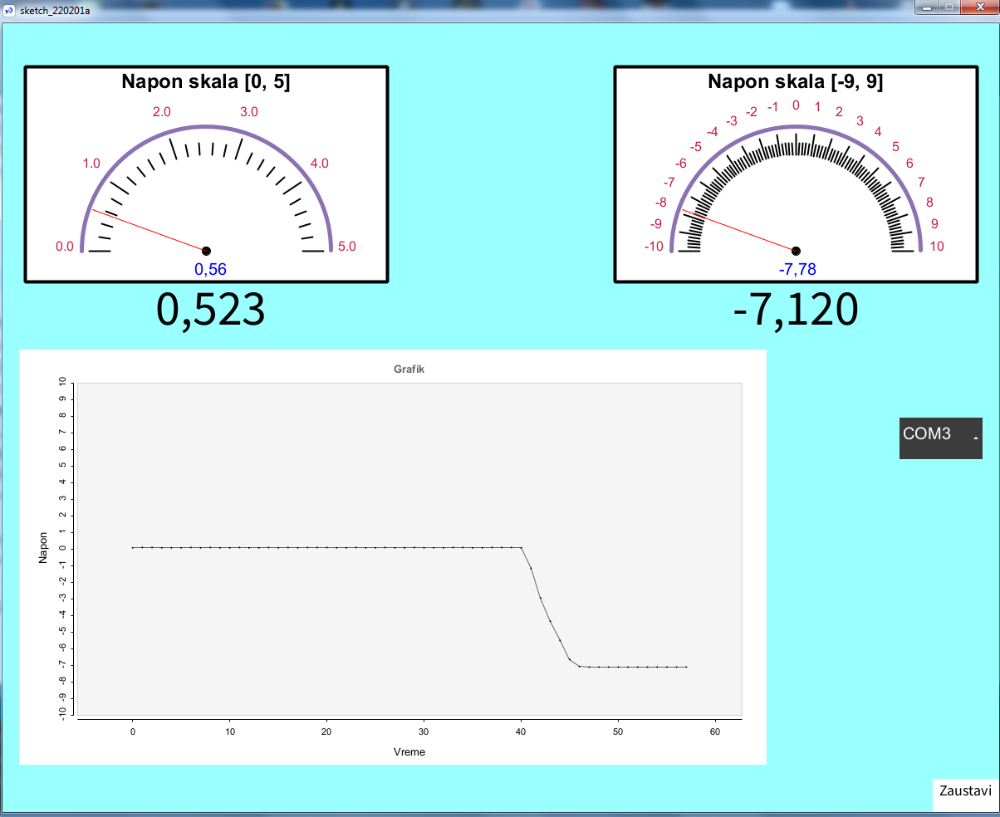 sketch_220201a
Napon skala [0, 5]
2.0 3.0
1.0 4.0
0.0 5.0
0,56
0,523
Napon skala [-9, 9]
-10 -9 -8 -7 -6 -5 -4 -3 -2 -1 0 1 2 3 4 5 6 7 8 9 10
-7,78
-7,120
Grafik
10
9
8
7
6
5
4
3
2
1
0
-1
-2
-3
-4
-5
-6
-7
-8
-9
-10
Napon
0 10 20 30 40 50 60
Vreme
COM3
Zaustavi